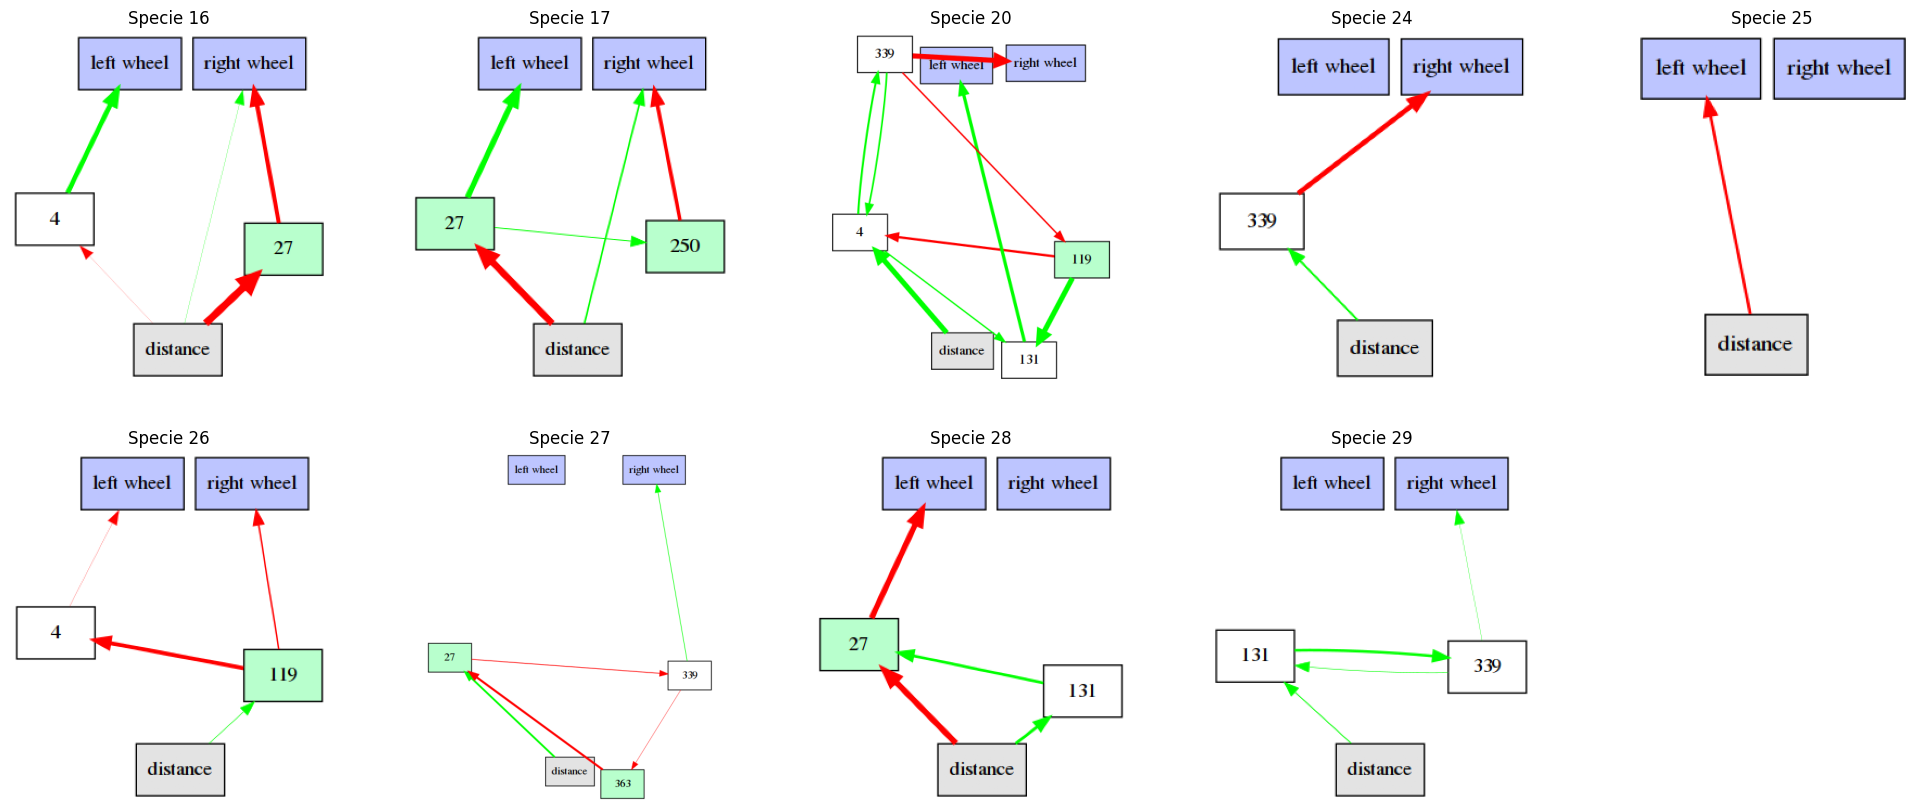 Specie 16
left wheel
right wheel
4
27
distance
Specie 17
left wheel
right wheel
27
250
distance
Specie 20
339
left wheel
right wheel
4
119
distance
131
Specie 24
left wheel
right wheel
339
distance
Specie 25
left wheel
right wheel
distance
Specie 26
left wheel
right wheel
4
119
distance
Specie 27
left wheel
right wheel
27
339
distance
363
Specie 28
left wheel
right wheel
27
131
distance
Specie 29
left wheel
right wheel
131
339
distance